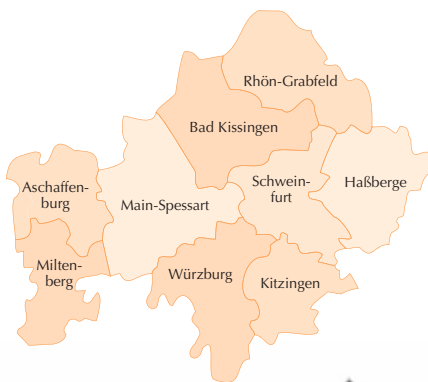 Rhön-Grabfeld
Bad Kissingen
Aschaffen-
burg
Main-Spessart
Schwein-
furt
Haßberge
Milten-
berg
Würzburg
Kitzingen